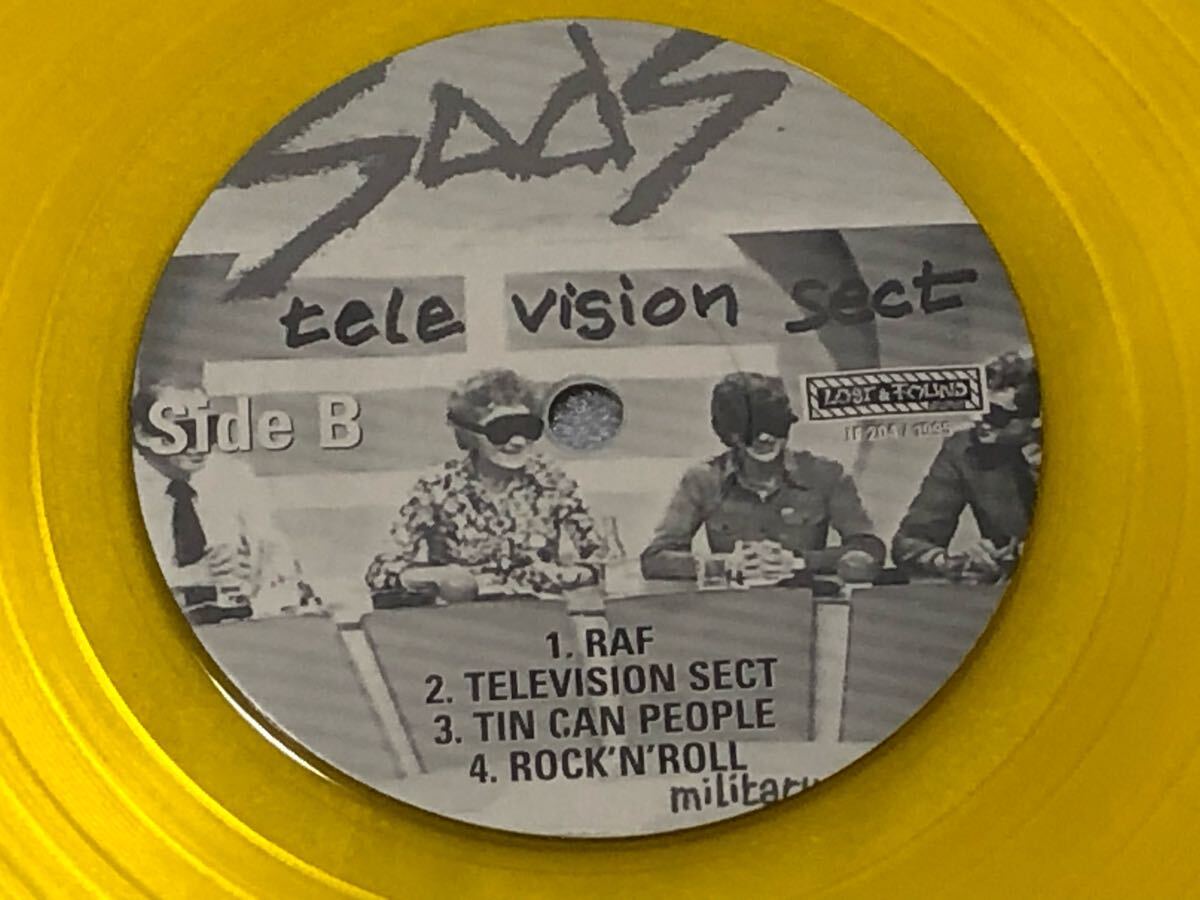 Sods
tele vision sect
LOST & FOUND
Side B
1. RAF
2. TELEVISION SECT
3. TIN CAN PEOPLE
4. ROCK'N'ROLL
military